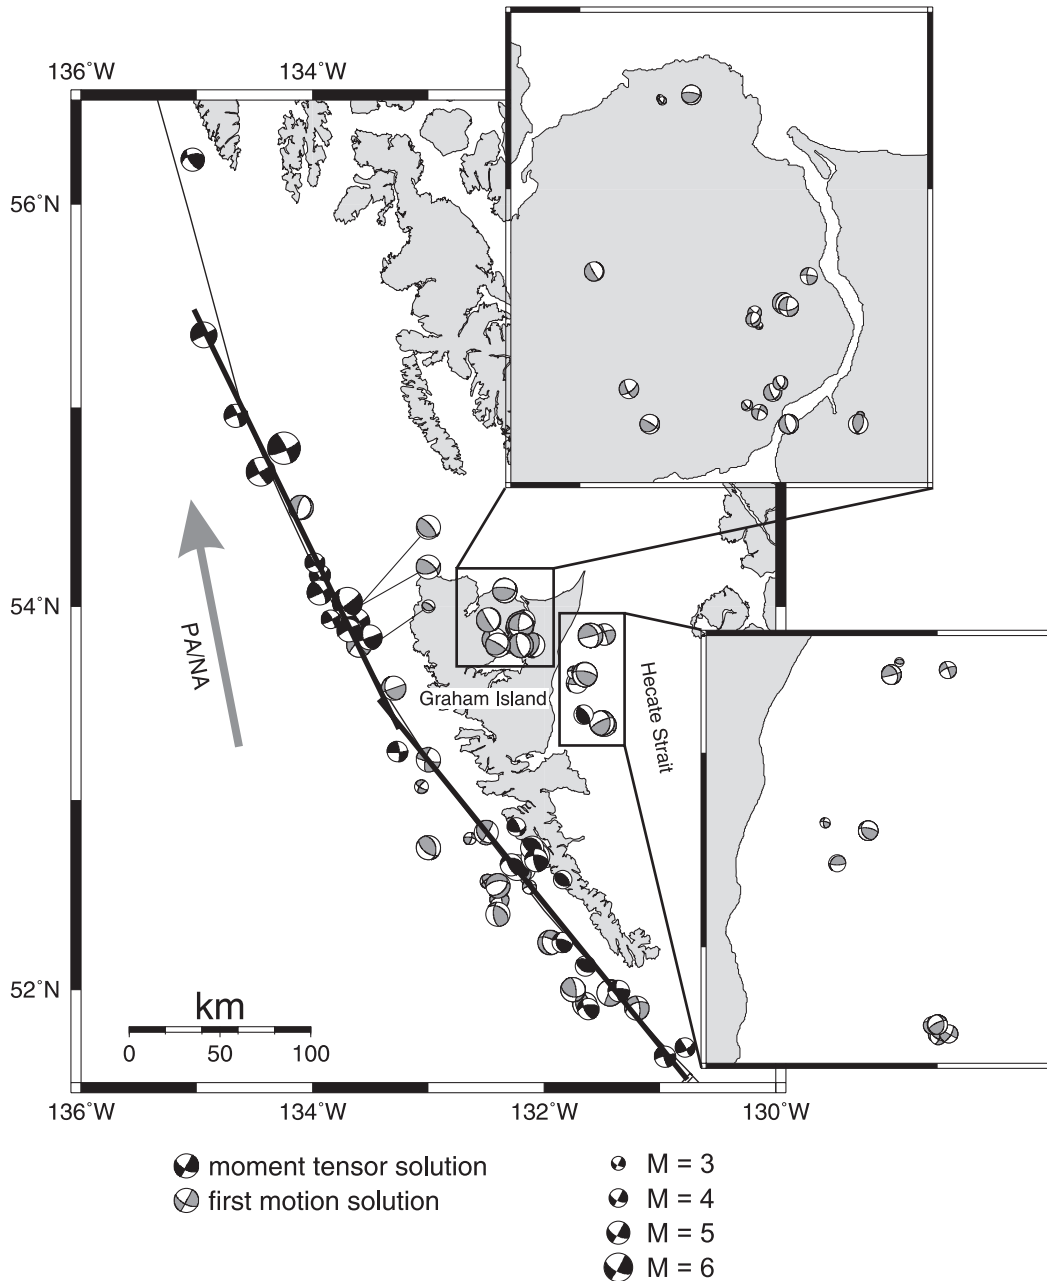 136˚W
134˚W
56˚N
54˚N
52˚N
PA/NA
Graham Island
Hecate Strait
km
0 50 100
136˚W 134˚W 132˚W 130˚W
moment tensor solution
first motion solution
M = 3
M = 4
M = 5
M = 6